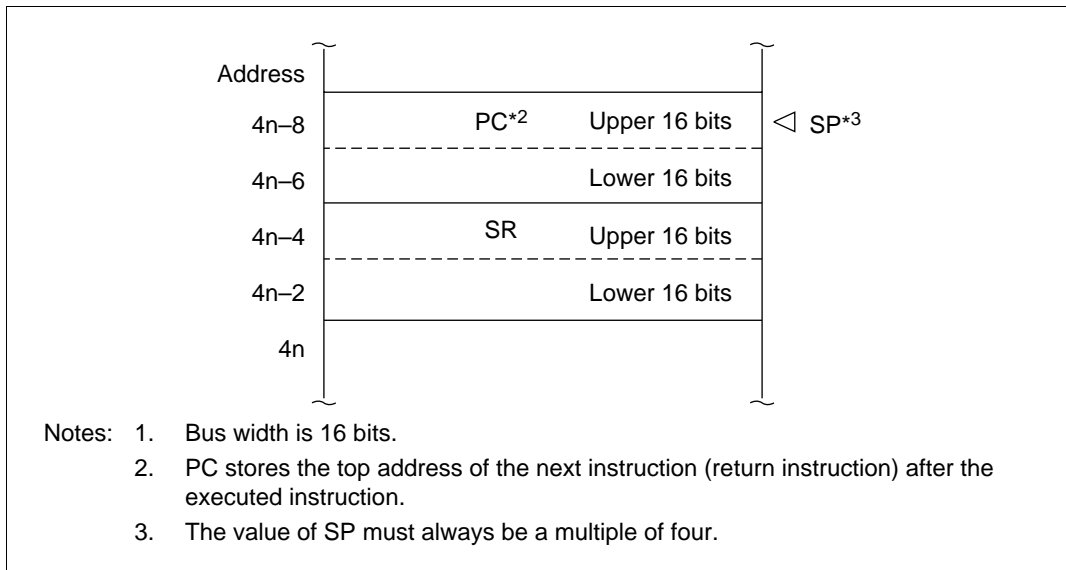 Address
4n–8 PC*2 Upper 16 bits SP*3
4n–6 Lower 16 bits
4n–4 SR Upper 16 bits
4n–2 Lower 16 bits
4n
Notes: 1. Bus width is 16 bits.
2. PC stores the top address of the next instruction (return instruction) after the
executed instruction.
3. The value of SP must always be a multiple of four.